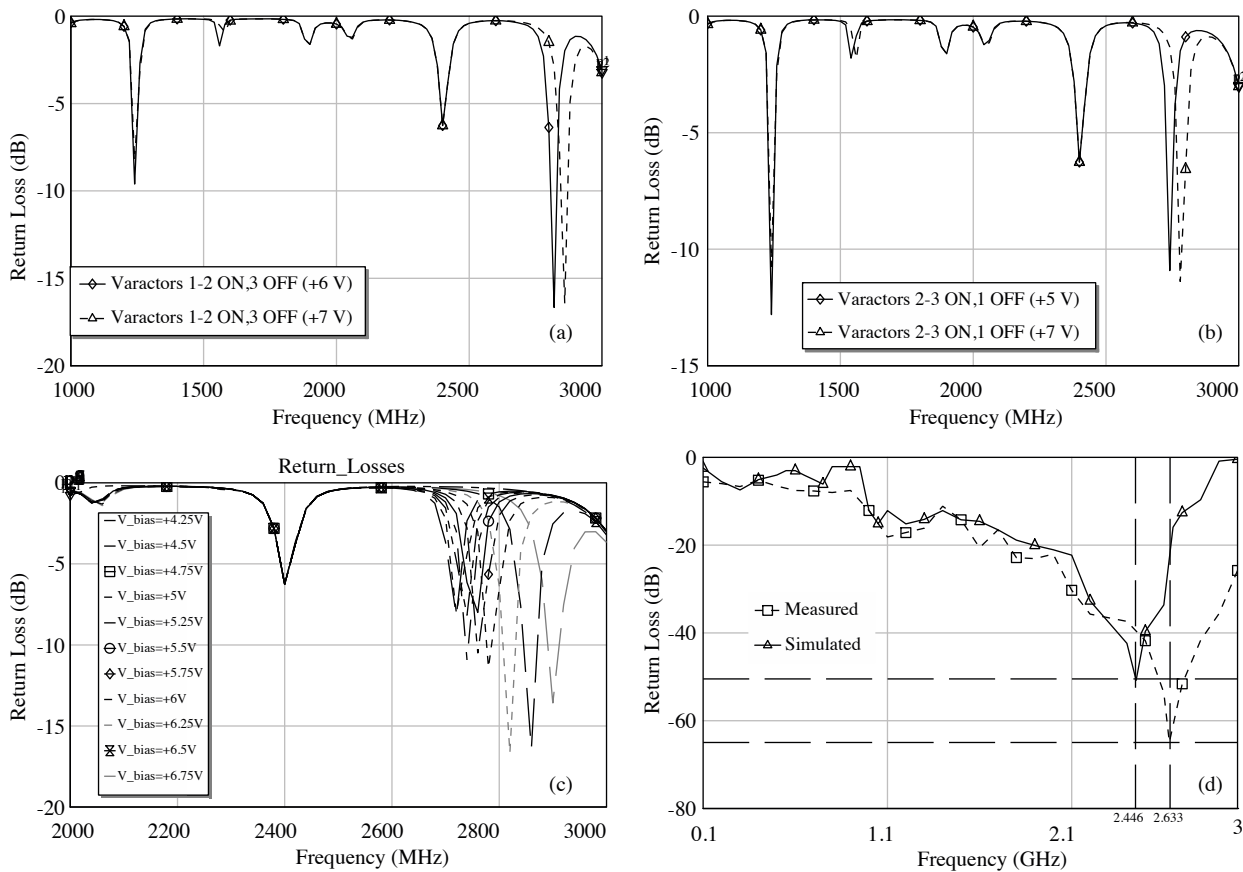 0
-5
-10
-15
-20
Return Loss (dB)
Varactors 1-2 ON,3 OFF (+6 V)
Varactors 1-2 ON,3 OFF (+7 V)
(a)
1000
1500
2000
2500
3000
Frequency (MHz)
0
-5
-10
-15
Return Loss (dB)
Varactors 2-3 ON,1 OFF (+5 V)
Varactors 2-3 ON,1 OFF (+7 V)
(b)
1000
1500
2000
2500
3000
Frequency (MHz)
Return_Losses
0
-5
-10
-15
-20
Return Loss (dB)
V_bias=+4.25V
V_bias=+4.5V
V_bias=+4.75V
V_bias=+5V
V_bias=+5.25V
V_bias=+5.5V
V_bias=+5.75V
V_bias=+6V
V_bias=+6.25V
V_bias=+6.5V
V_bias=+6.75V
(c)
2000
2200
2400
2600
2800
3000
Frequency (MHz)
0
-20
-40
-60
-80
Return Loss (dB)
Measured
Simulated
(d)
2.446
2.633
0.1
1.1
2.1
3
Frequency (GHz)